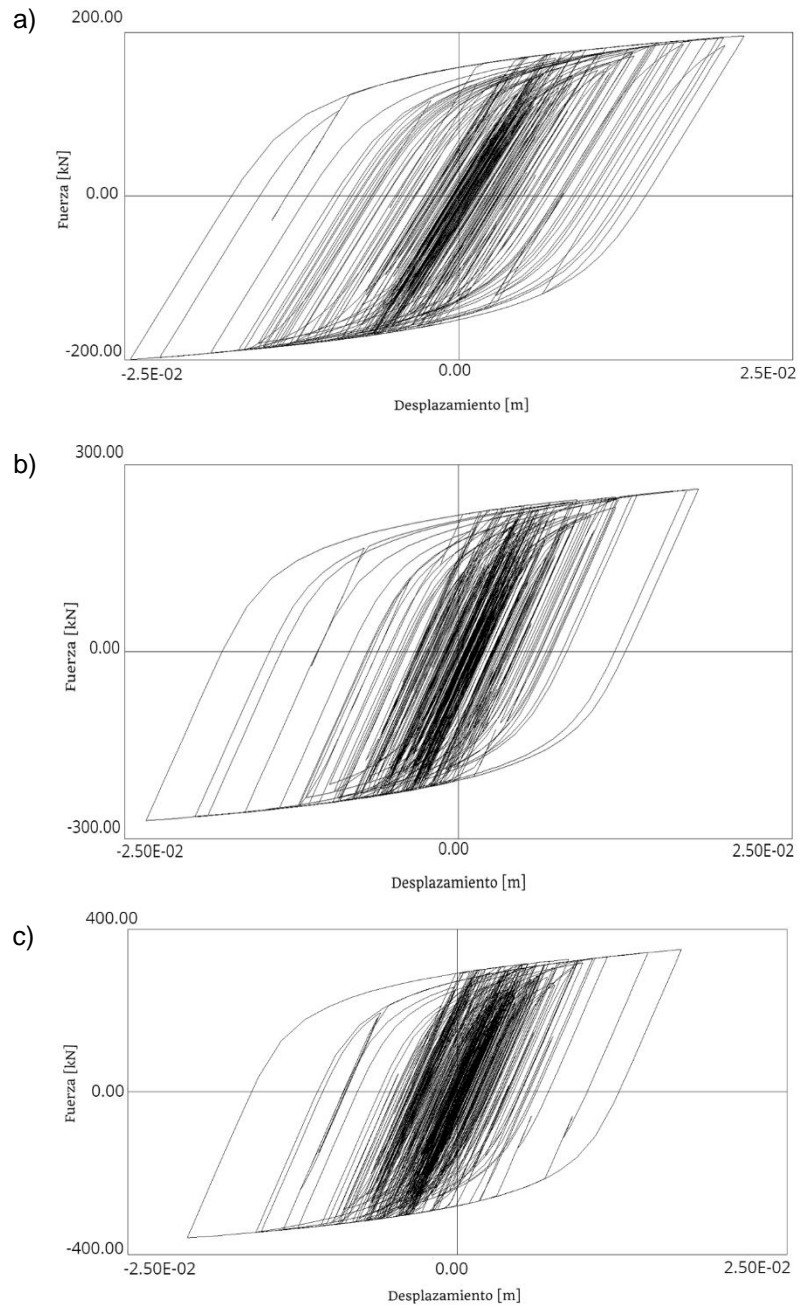 a)
200.00
Fuerza [kN]
0.00
-200.00
-2.5E-02 0.00 2.5E-02
Desplazamiento [m]
b)
300.00
Fuerza [kN]
0.00
-300.00
-2.50E-02 0.00 2.50E-02
Desplazamiento [m]
c)
400.00
Fuerza [kN]
0.00
-400.00
-2.50E-02 0.00 2.50E-02
Desplazamiento [m]